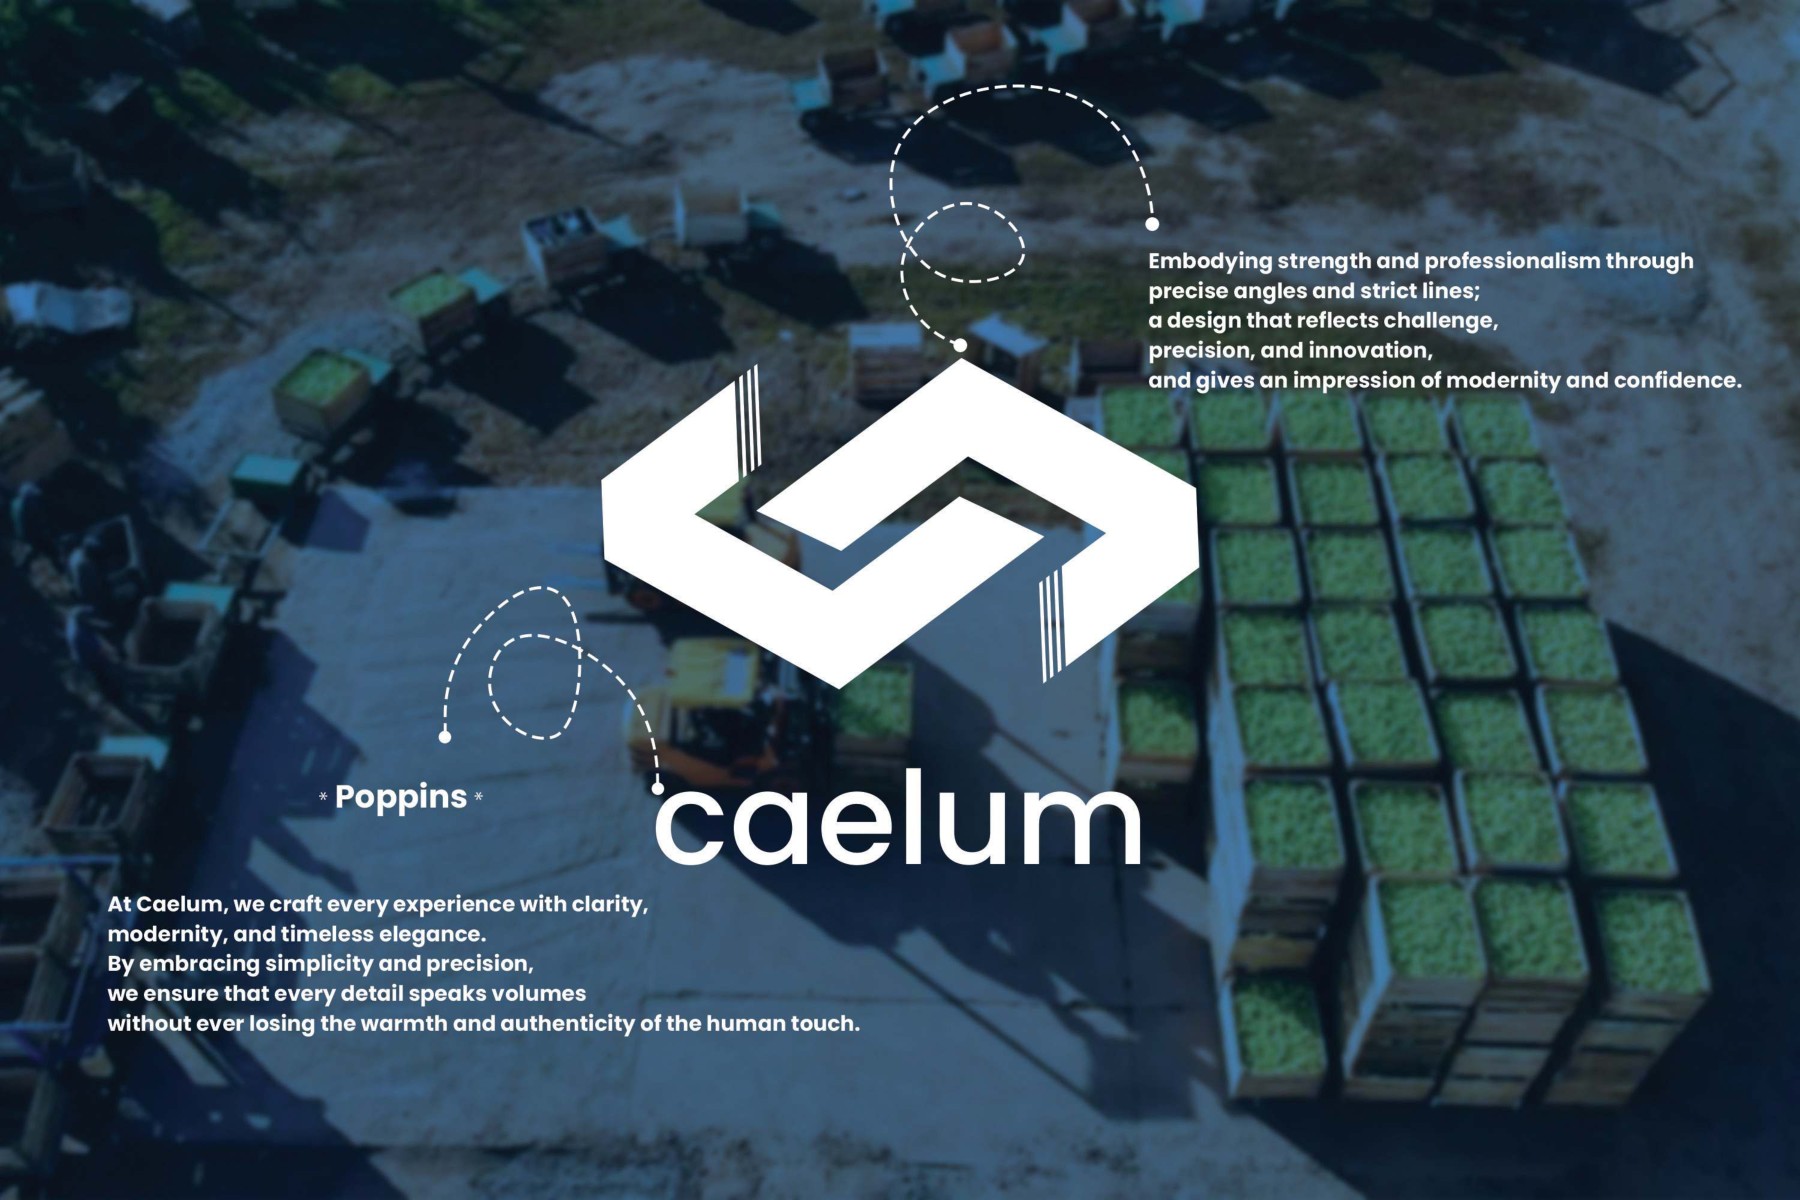 Embodying strength and professionalism through
precise angles and strict lines;
a design that reflects challenge,
precision, and innovation,
and gives an impression of modernity and confidence.
* Poppins *
caelum
At Caelum, we craft every experience with clarity,
modernity, and timeless elegance.
By embracing simplicity and precision,
we ensure that every detail speaks volumes
without ever losing the warmth and authenticity of the human touch.